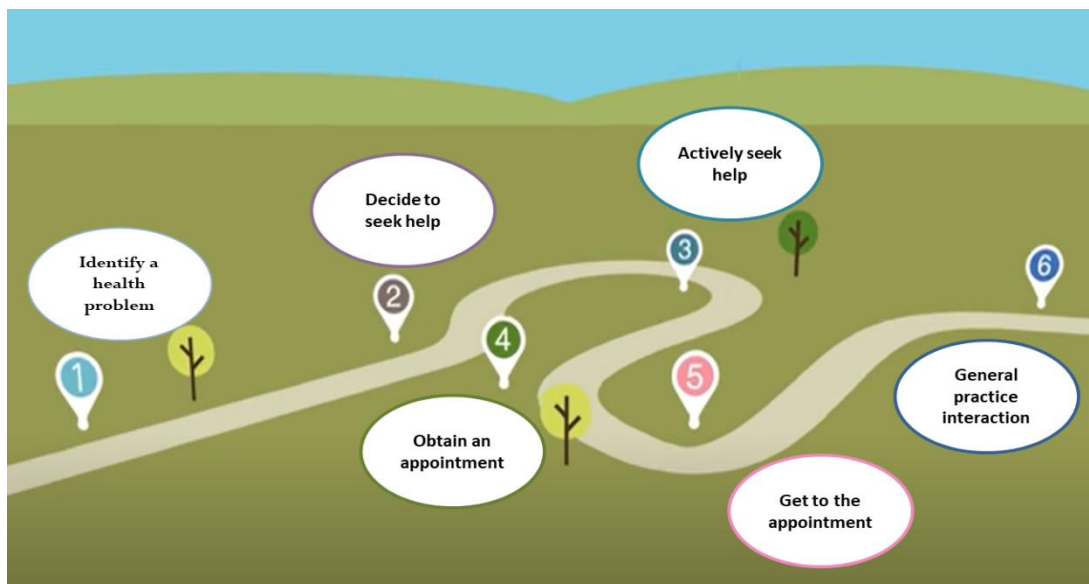 1
Identify a
health
problem
2
Decide to
seek help
3
Actively seek
help
4
Obtain an
appointment
5
Get to the
appointment
6
General
practice
interaction